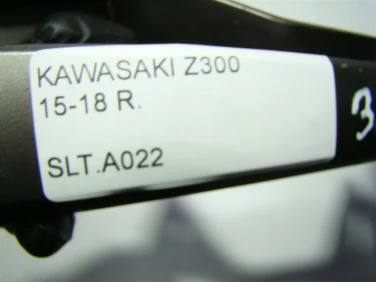 KAWASAKI Z300
15-18 R.
SLT.A022
3